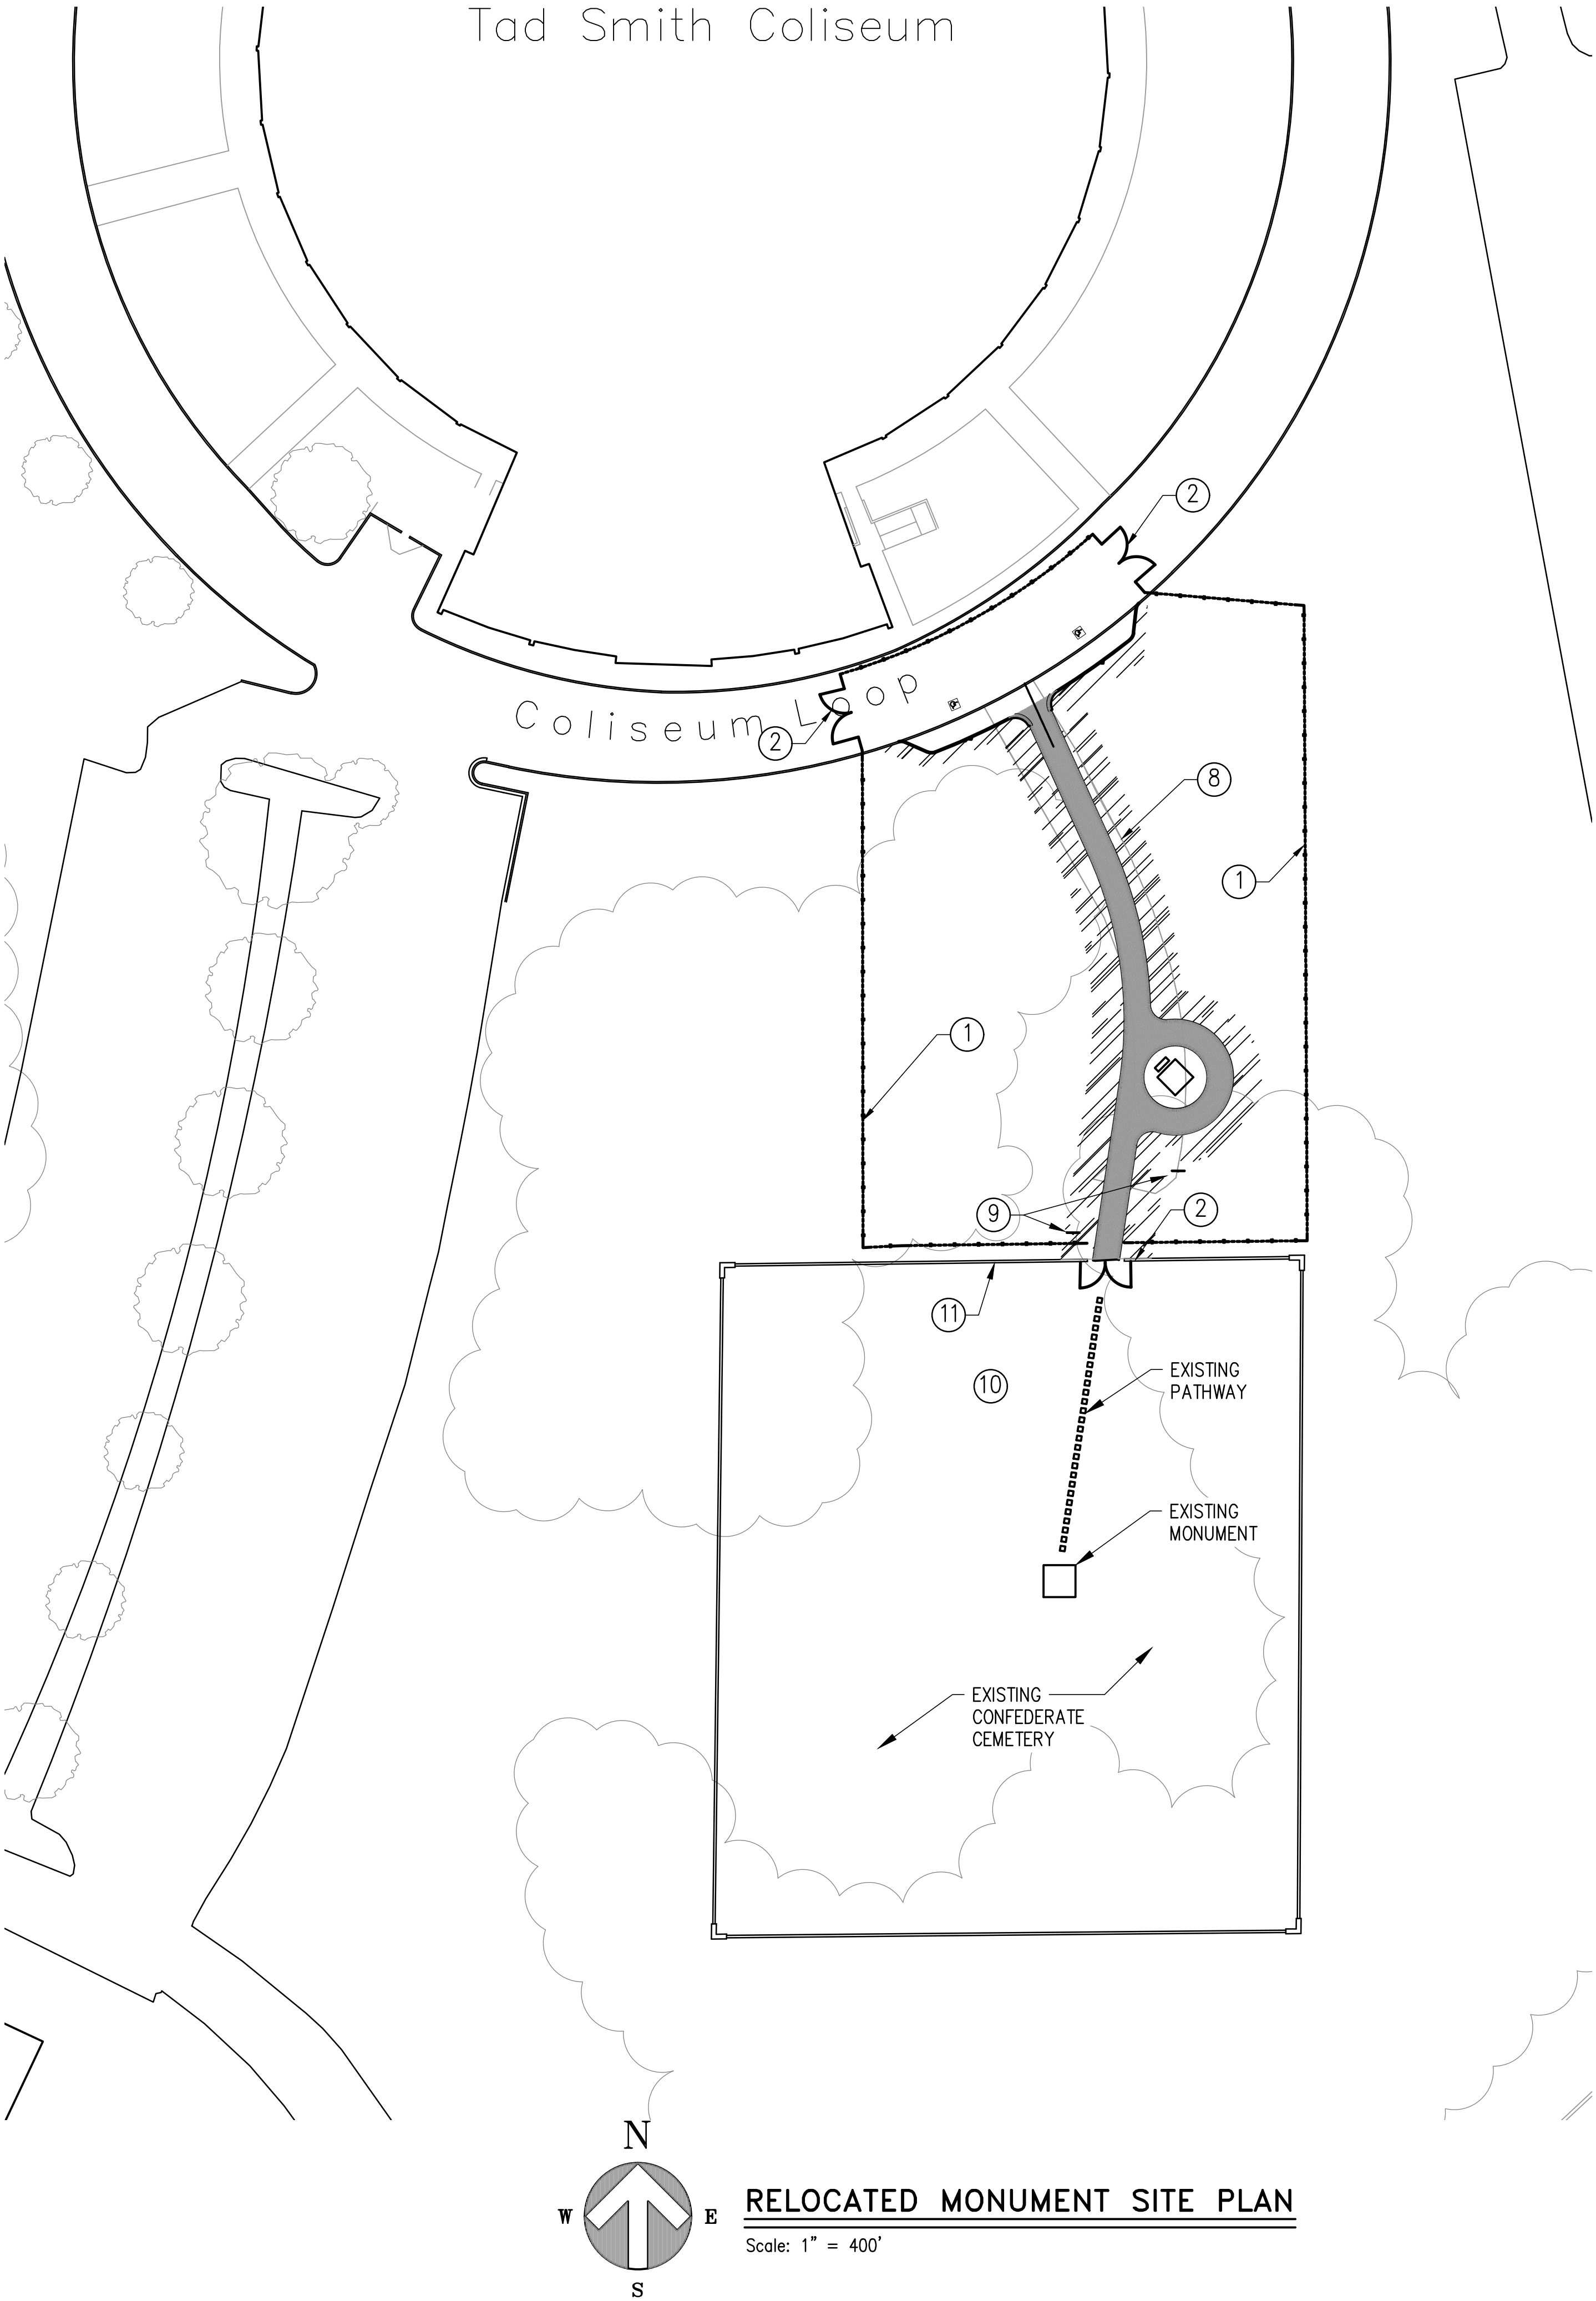 Tad Smith Coliseum
2
Coliseum Loop
2
8
1
1
9
2
11
10
EXISTING
PATHWAY
EXISTING
MONUMENT
EXISTING
CONFEDERATE
CEMETERY
N
W
E
S
RELOCATED MONUMENT SITE PLAN
Scale: 1" = 400'